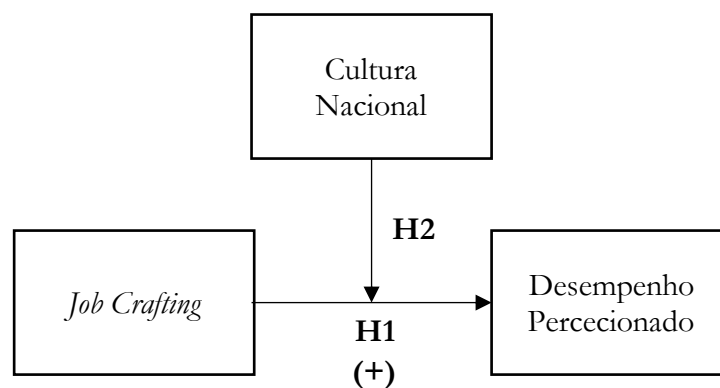 Cultura
Nacional
H2
Job Crafting
Desempenho
Percecionado
H1
(+)